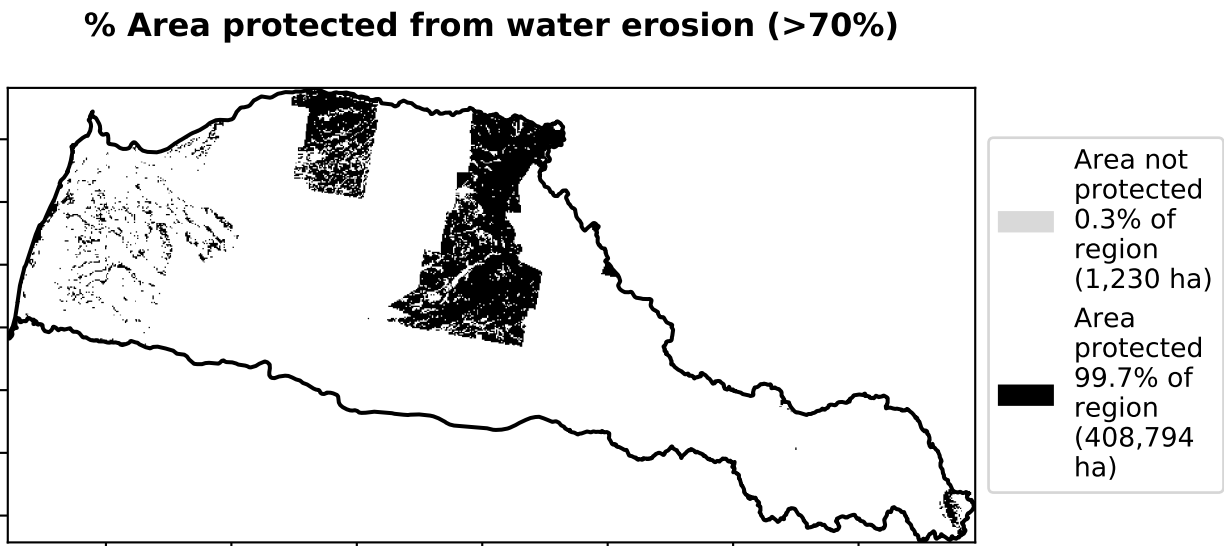 % Area protected from water erosion (>70%)
Area not
protected
0.3% of
region
(1,230 ha)
Area
protected
99.7% of
region
(408,794
ha)